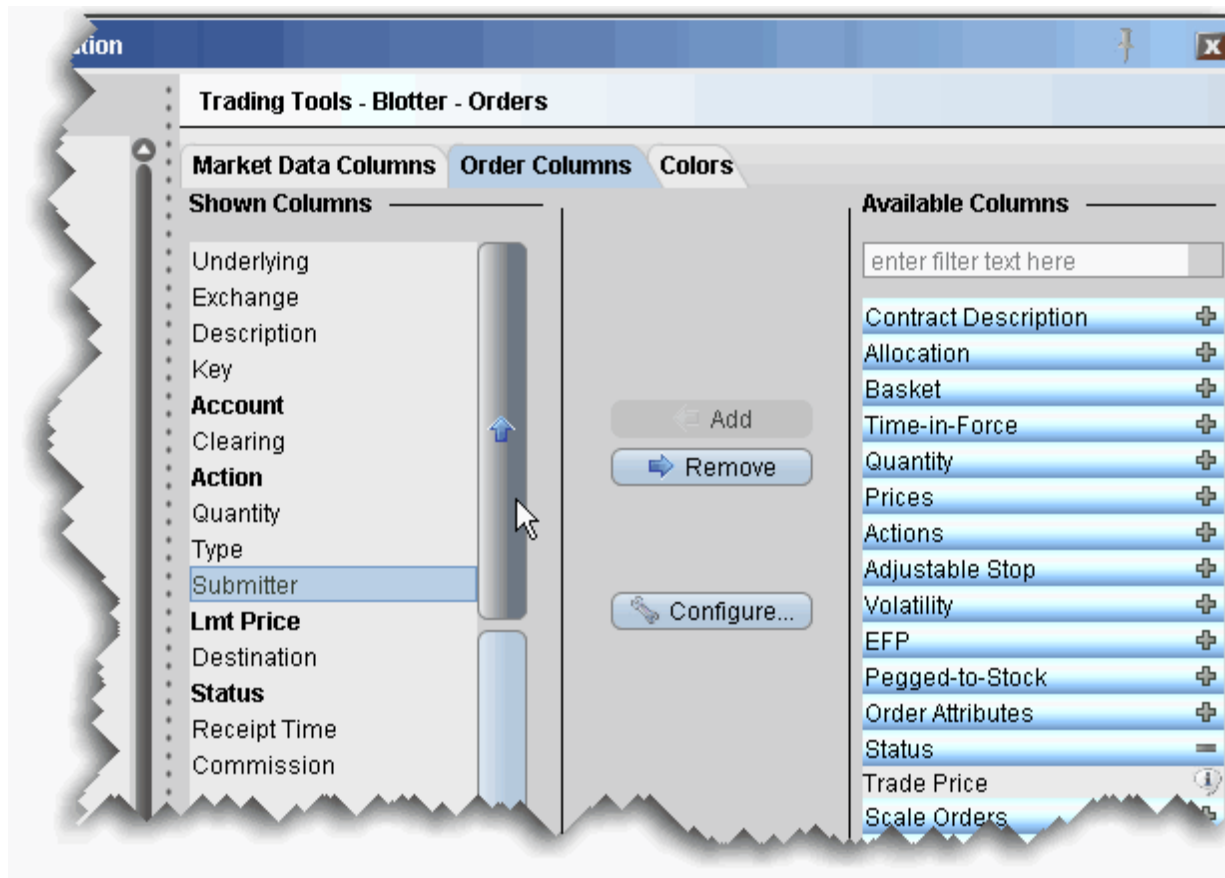 Trading Tools - Blotter - Orders
Market Data Columns Order Columns Colors
Shown Columns
Underlying
Exchange
Description
Key
Account
Clearing
Action
Quantity
Type
Submitter
Lmt Price
Destination
Status
Receipt Time
Commission
Add
Remove
Configure...
Available Columns
enter filter text here
Contract Description
Allocation
Basket
Time-in-Force
Quantity
Prices
Actions
Adjustable Stop
Volatility
EFP
Pegged-to-Stock
Order Attributes
Status
Trade Price
Scale Orders